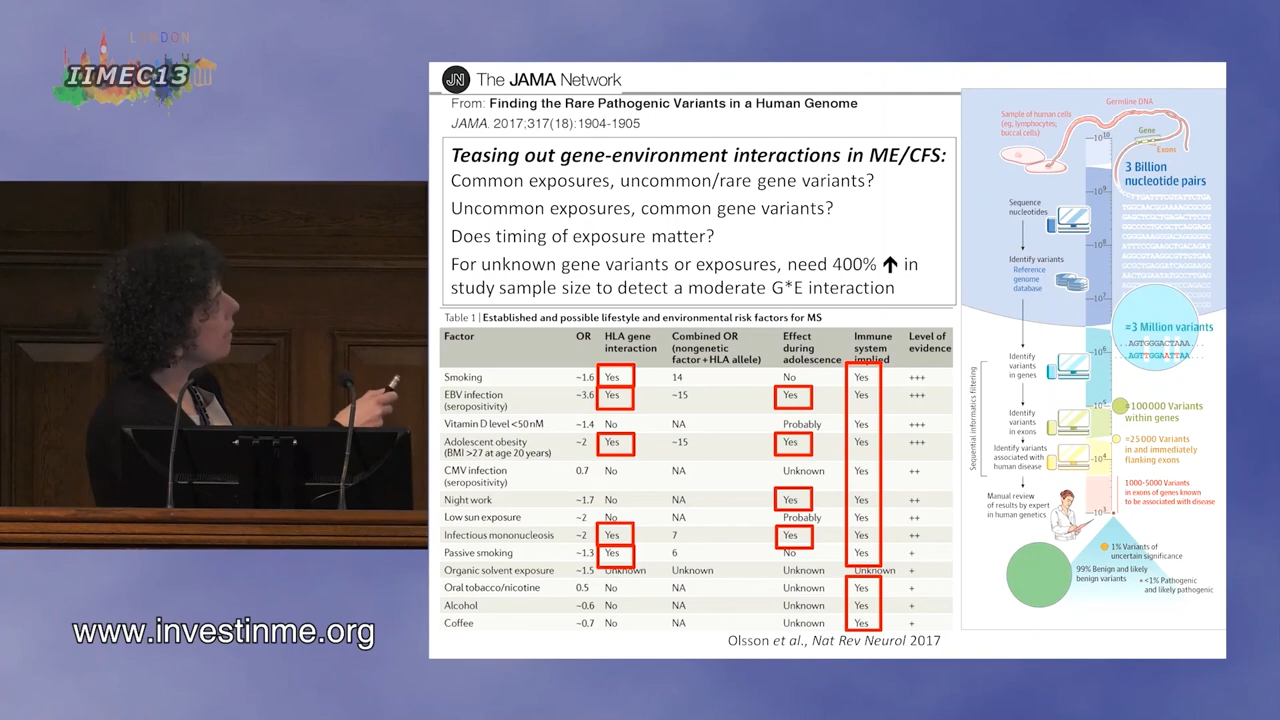 LONDON
IIMEC13
www.investinme.org
JN The JAMA Network
From: Finding the Rare Pathogenic Variants in a Human Genome
JAMA. 2017;317(18):1904-1905
Teasing out gene-environment interactions in ME/CFS:
Common exposures, uncommon/rare gene variants?
Uncommon exposures, common gene variants?
Does timing of exposure matter?
For unknown gene variants or exposures, need 400% ↑ in
study sample size to detect a moderate G*E interaction
Table 1 | Established and possible lifestyle and environmental risk factors for MS
Factor OR HLA gene interaction Combined OR (nongenetic factor+HLA allele) Effect during adolescence Immune system implied Level of evidence
Smoking ~1.6 Yes 14 No Yes +++
EBV infection (seropositivity) ~3.6 Yes ~15 Yes Yes +++
Vitamin D level <50 nM ~1.4 No NA Probably Yes +++
Adolescent obesity (BMI >27 at age 20 years) ~2 Yes ~15 Yes Yes +++
CMV infection (seropositivity) 0.7 No NA Unknown Yes ++
Night work ~1.7 No NA Yes Yes ++
Low sun exposure ~2 No NA Probably Yes ++
Infectious mononucleosis ~2 Yes 7 Yes Yes ++
Passive smoking ~1.3 Yes 6 No Yes +
Organic solvent exposure ~1.5 Unknown Unknown Unknown Unknown +
Oral tobacco/nicotine 0.5 No NA Unknown Yes +
Alcohol ~0.6 No NA Unknown Yes +
Coffee ~0.7 No NA Unknown Yes +
Olsson et al., Nat Rev Neurol 2017
Germline DNA
Sample of human cells
(eg, lymphocytes;
buccal cells)
Gene
Exons
10¹⁰
3 Billion
nucleotide pairs
10⁹
Sequence
nucleotides
10⁸
Identify variants
Reference
genome
database
10⁷
≈3 Million variants
..AGTGGGACTAAA...
..AGTTGGAATTAA...
10⁶
Identify
variants
in genes
10⁵
≈100000 Variants
within genes
Identify
variants
in exons
Sequential informatics filtering
≈25000 Variants
in and immediately
flanking exons
Identify variants
associated with
human disease
10⁴
1000-5000 Variants
in exons of genes known
to be associated with disease
Manual review
of results by expert
in human genetics
10³
1% Variants of
uncertain significance
99% Benign and likely
benign variants
<1% Pathogenic
and likely pathogenic